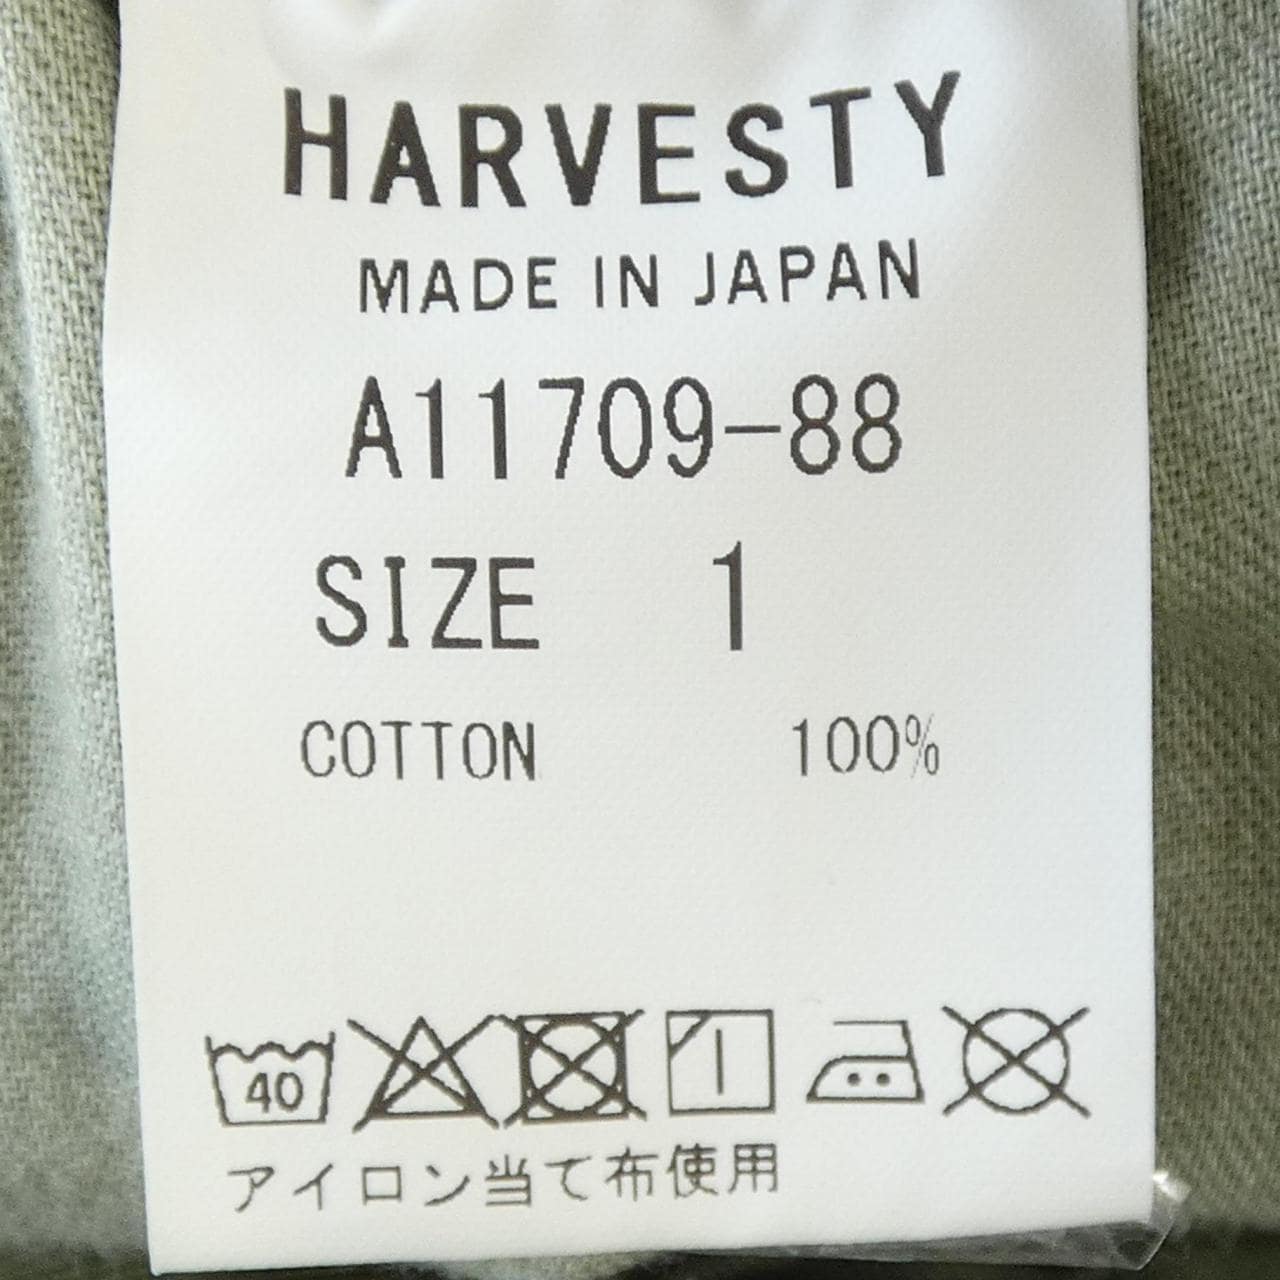 HARVESTY
MADE IN JAPAN
A11709-88
SIZE 1
COTTON 100%
40
アイロン当て布使用